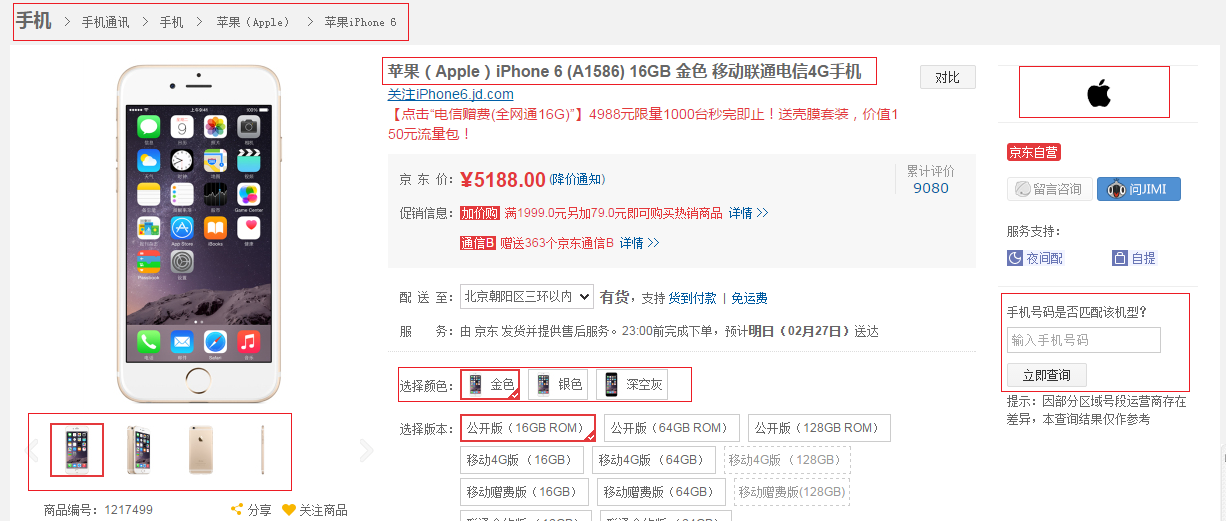 手机 > 手机通讯 > 手机 > 苹果（Apple） > 苹果iPhone 6
苹果（Apple）iPhone 6 (A1586) 16GB 金色 移动联通电信4G手机
对比
关注iPhone6.jd.com
【点击“电信赠费(全网通16G)”】4988元限量1000台秒完即止！送壳膜套装，价值1
50元流量包！
京 东 价：¥5188.00 (降价通知)
累计评价
9080
促销信息：加价购 满1999.0元另加79.0元即可购买热销商品 详情 >>
通信B 赠送363个京东通信B 详情 >>
配 送 至：北京朝阳区三环以内 有货，支持 货到付款 | 免运费
服 务：由 京东 发货并提供售后服务。23:00前完成下单，预计明日（02月27日）送达
选择颜色：金色 银色 深空灰
选择版本：公开版（16GB ROM） 公开版（64GB ROM） 公开版（128GB ROM）
移动4G版（16GB） 移动4G版（64GB） 移动4G版（128GB）
移动赠费版（16GB） 移动赠费版（64GB） 移动赠费版(128GB)
京东自营
留言咨询 问JIMI
服务支持：
夜间配 自提
手机号码是否匹配该机型?
输入手机号码
立即查询
提示：因部分区域号段运营商存在
差异，本查询结果仅作参考
Game Center
App Store
iBooks
Passbook
Safari
商品编号：1217499 分享 关注商品